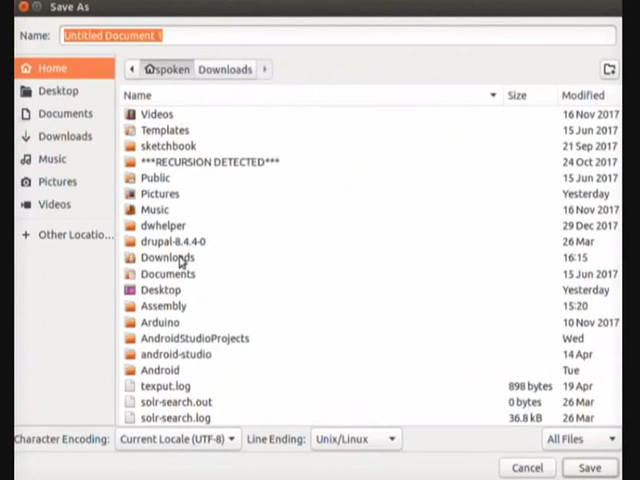 Save As
Name: Untitled Document 1
Home
Desktop
Documents
Downloads
Music
Pictures
Videos
+ Other Locatio...
spoken Downloads
Name Size Modified
Videos 16 Nov 2017
Templates 15 Jun 2017
sketchbook 21 Sep 2017
***RECURSION DETECTED*** 24 Oct 2017
Public 15 Jun 2017
Pictures Yesterday
Music 16 Nov 2017
dwhelper 29 Dec 2017
drupal-8.4.4-0 26 Mar
Downloads 16:15
Documents 15 Jun 2017
Desktop Yesterday
Assembly 15:20
Arduino 10 Nov 2017
AndroidStudioProjects Wed
android-studio 14 Apr
Android Tue
texput.log 898 bytes 19 Apr
solr-search.out 0 bytes 26 Mar
solr-search.log 36.8 kB 26 Mar
Character Encoding: Current Locale (UTF-8) Line Ending: Unix/Linux All Files
Cancel Save